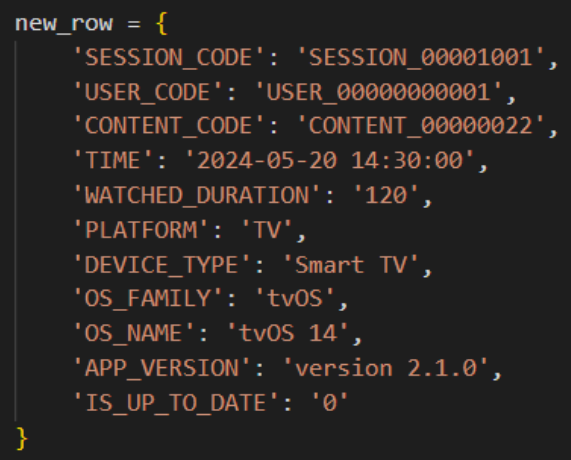 new_row = {
    'SESSION_CODE': 'SESSION_00001001',
    'USER_CODE': 'USER_00000000001',
    'CONTENT_CODE': 'CONTENT_00000022',
    'TIME': '2024-05-20 14:30:00',
    'WATCHED_DURATION': '120',
    'PLATFORM': 'TV',
    'DEVICE_TYPE': 'Smart TV',
    'OS_FAMILY': 'tvOS',
    'OS_NAME': 'tvOS 14',
    'APP_VERSION': 'version 2.1.0',
    'IS_UP_TO_DATE': '0'
}